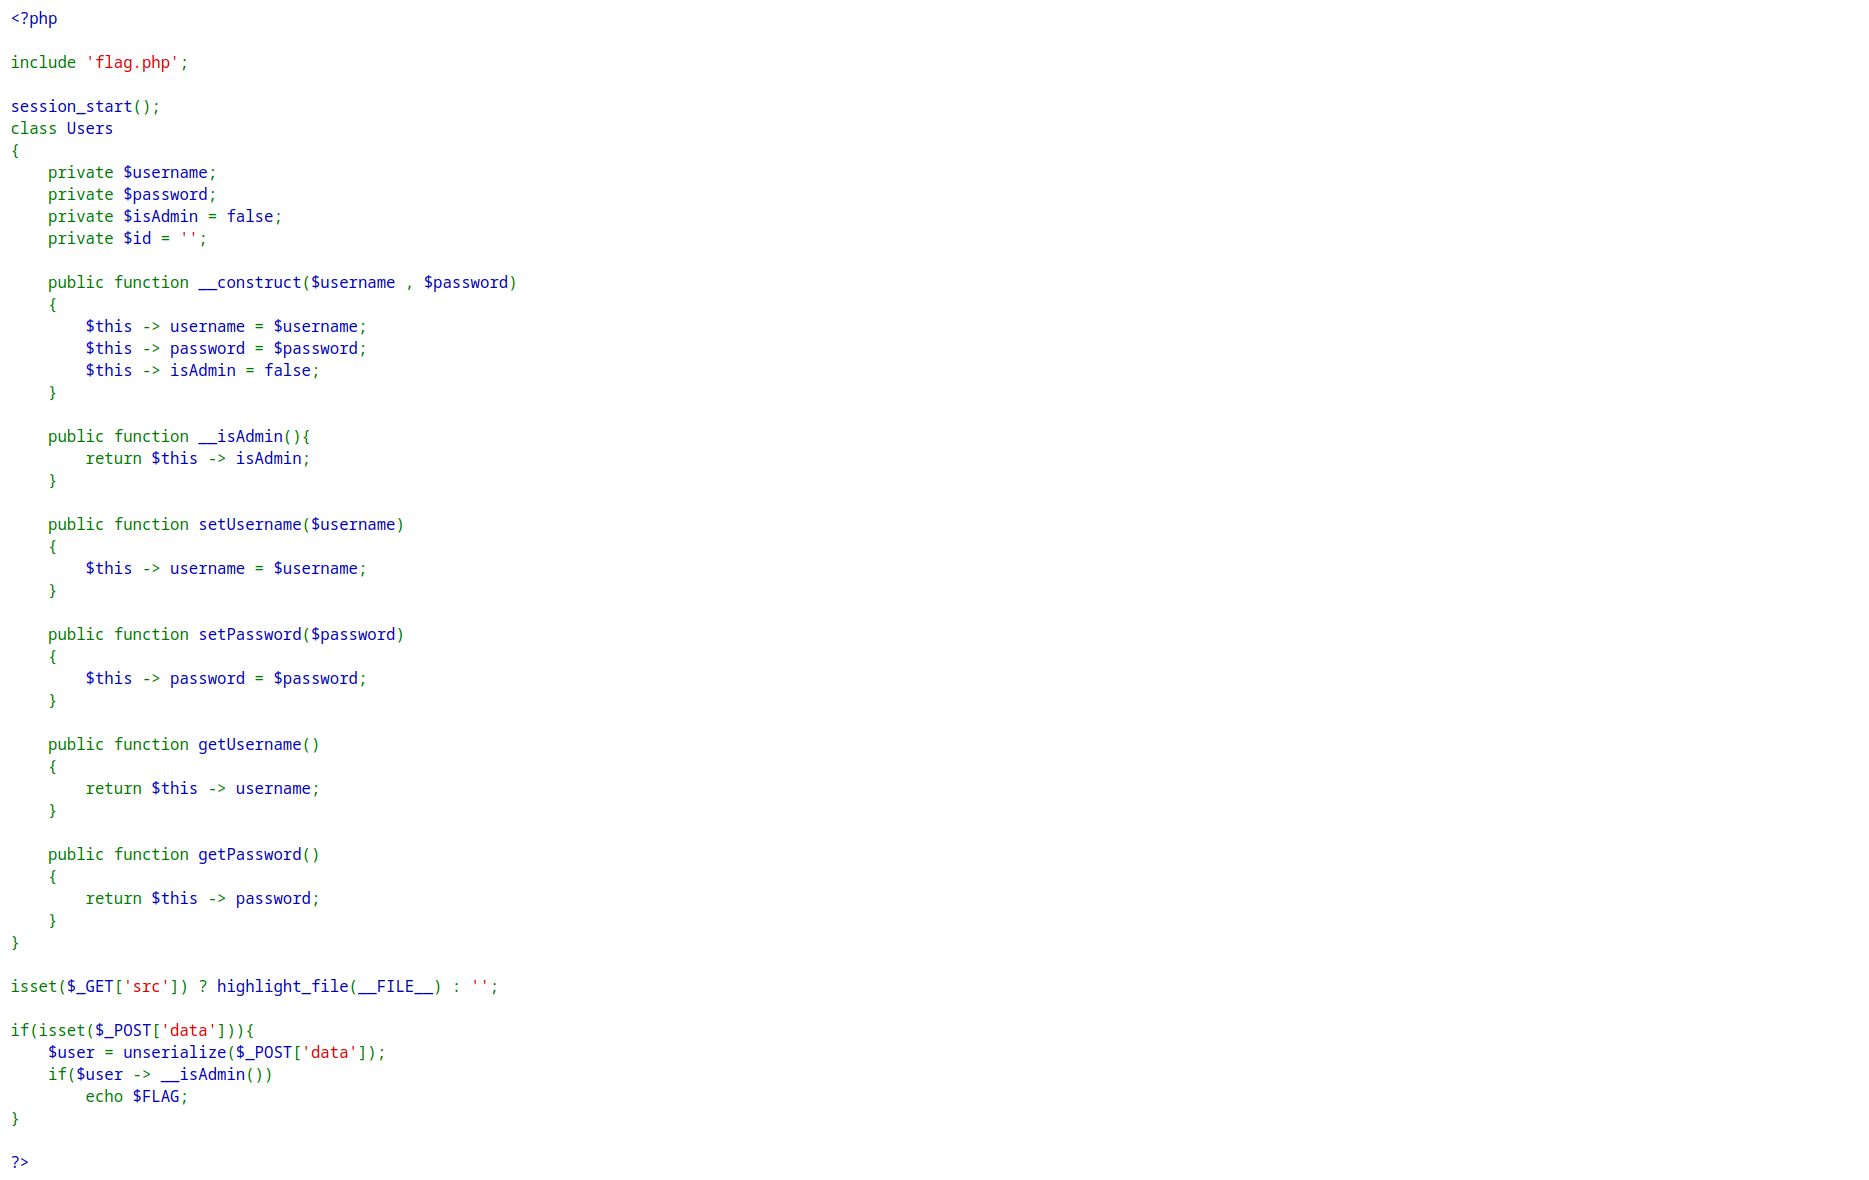 <?php

include 'flag.php';

session_start();
class Users
{
    private $username;
    private $password;
    private $isAdmin = false;
    private $id = '';

    public function __construct($username , $password)
    {
        $this -> username = $username;
        $this -> password = $password;
        $this -> isAdmin = false;
    }

    public function __isAdmin(){
        return $this -> isAdmin;
    }

    public function setUsername($username)
    {
        $this -> username = $username;
    }

    public function setPassword($password)
    {
        $this -> password = $password;
    }

    public function getUsername()
    {
        return $this -> username;
    }

    public function getPassword()
    {
        return $this -> password;
    }
}

isset($_GET['src']) ? highlight_file(__FILE__) : '';

if(isset($_POST['data'])){
    $user = unserialize($_POST['data']);
    if($user -> __isAdmin())
        echo $FLAG;
}

?>